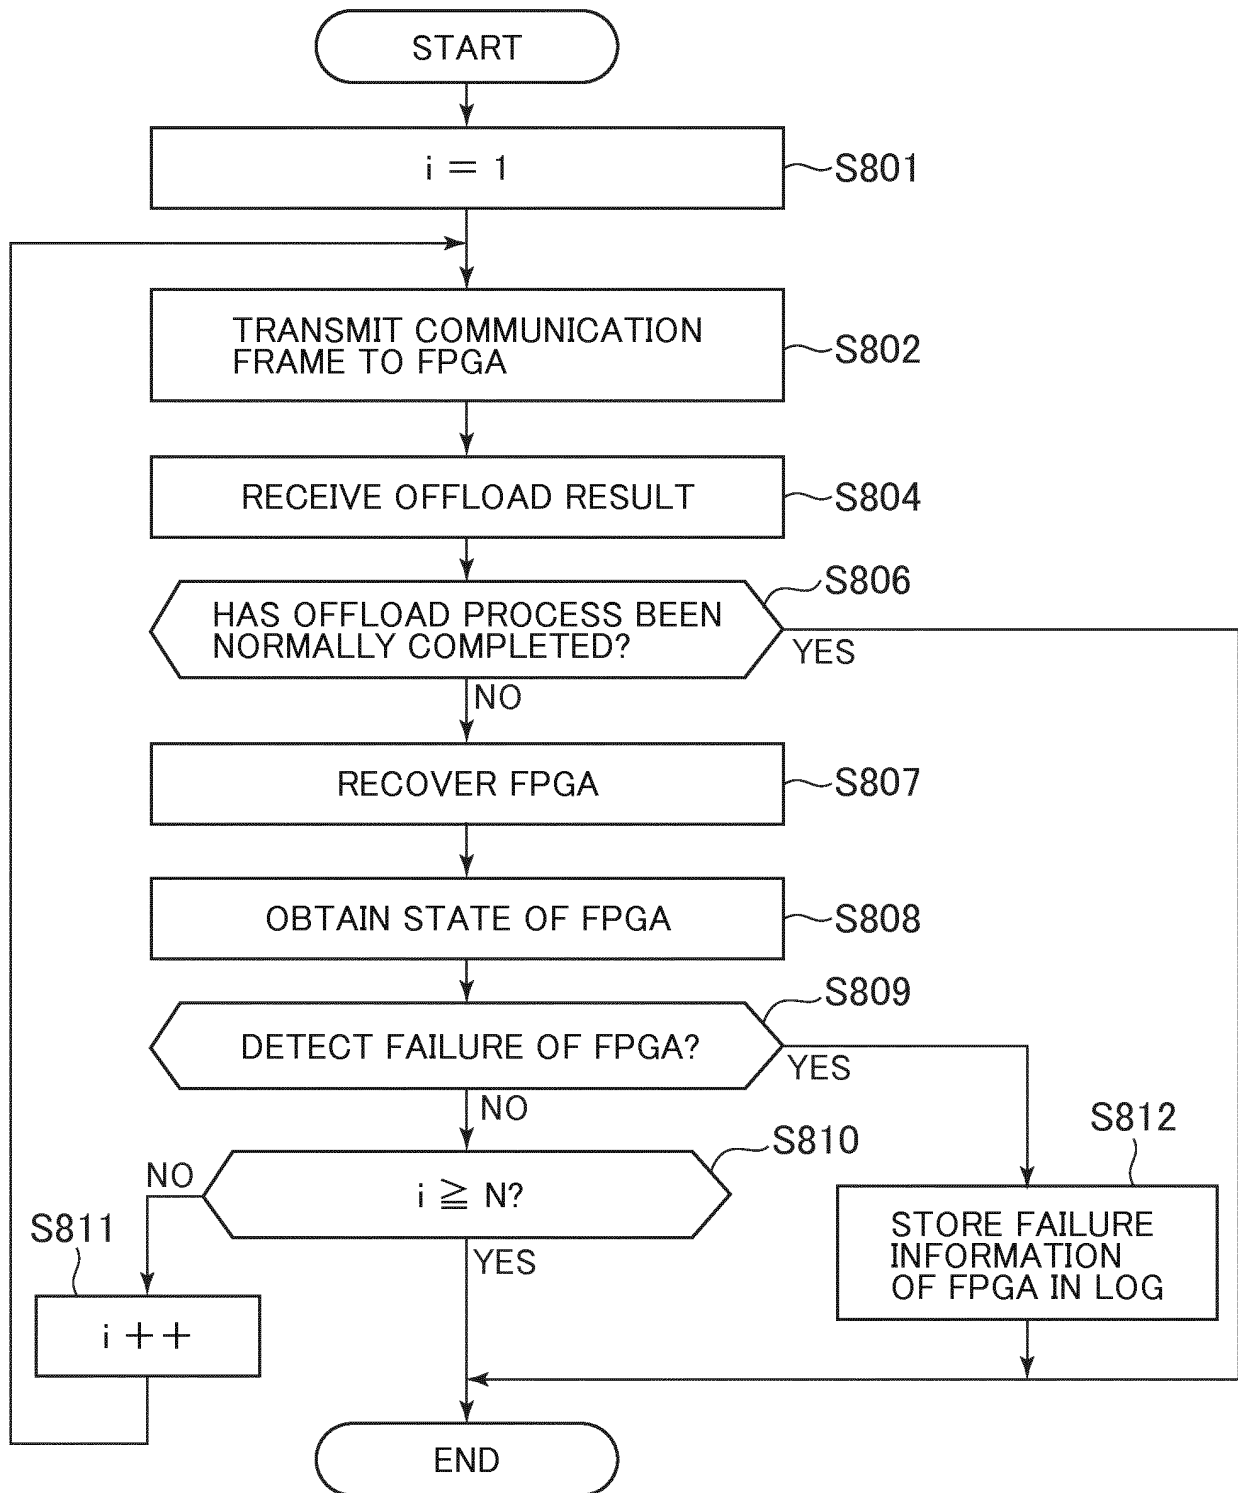 START
i = 1
S801
TRANSMIT COMMUNICATION
FRAME TO FPGA
S802
RECEIVE OFFLOAD RESULT
S804
S806
HAS OFFLOAD PROCESS BEEN
NORMALLY COMPLETED?
YES
NO
RECOVER FPGA
S807
OBTAIN STATE OF FPGA
S808
S809
DETECT FAILURE OF FPGA?
YES
NO
S810
S812
NO
i ≧ N?
S811
YES
STORE FAILURE
INFORMATION
OF FPGA IN LOG
i ++
END